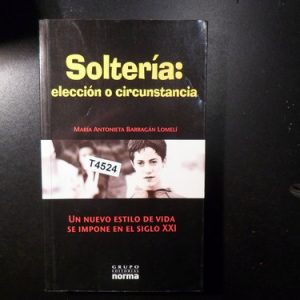 Soltería:
elección o circunstancia
MARÍA ANTONIETA BARRAGÁN LOMELÍ
T4524
UN NUEVO ESTILO DE VIDA
SE IMPONE EN EL SIGLO XXI
GRUPO
EDITORIAL
norma